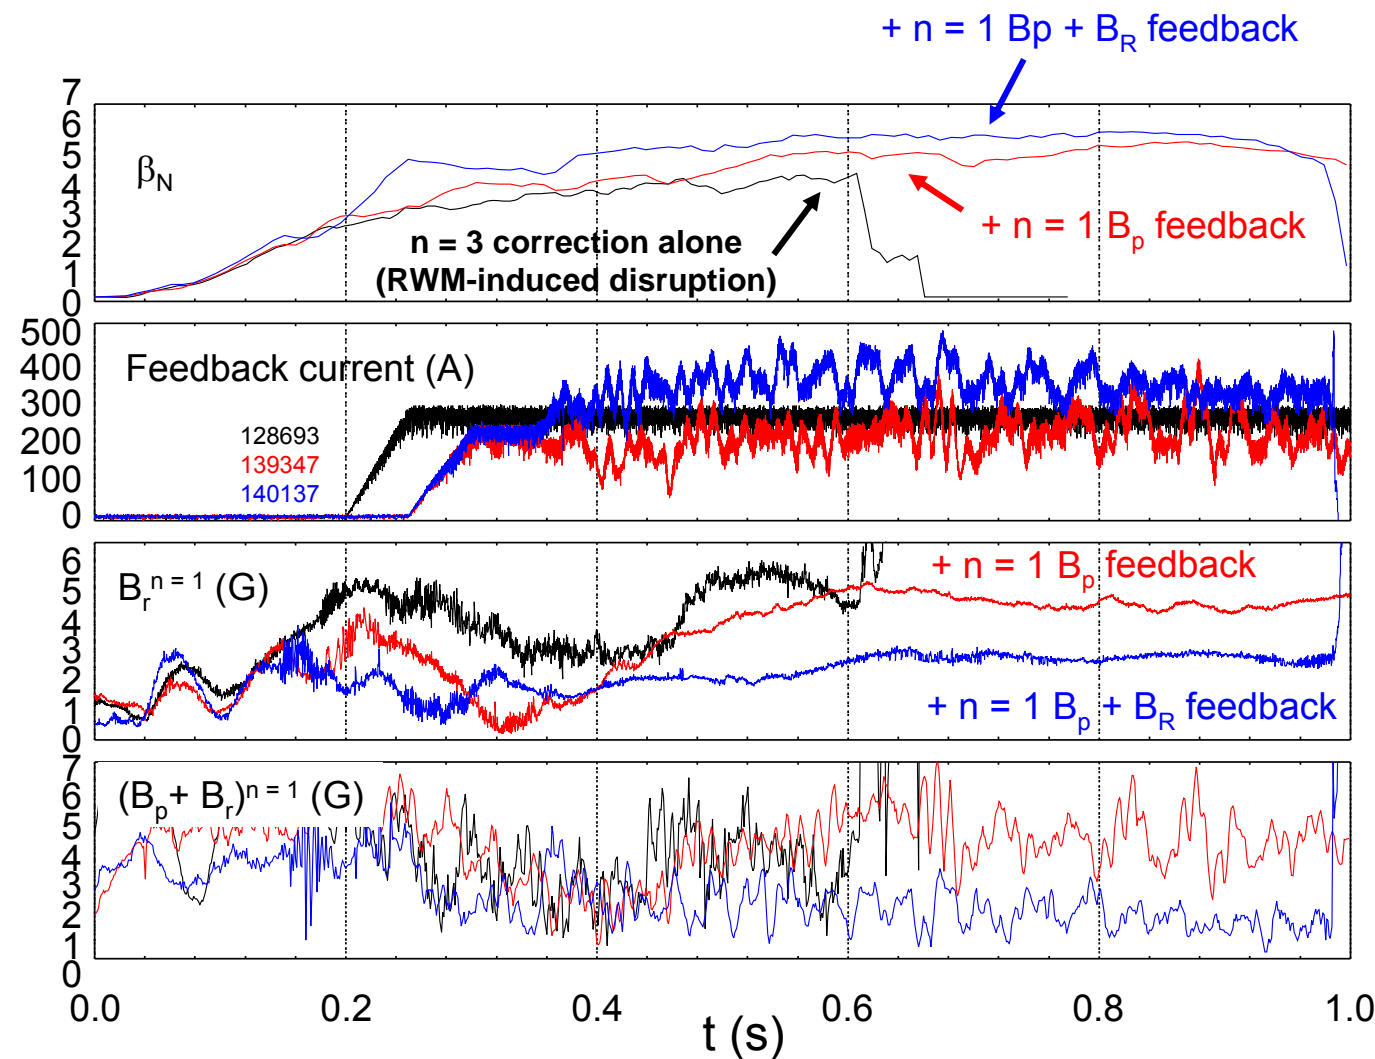 + n = 1 Bp + B_R feedback
7
6
5
4
3
2
1
0
β_N
n = 3 correction alone
(RWM-induced disruption)
+ n = 1 B_p feedback
500
400
300
200
100
0
Feedback current (A)
128693
139347
140137
6
5
4
3
2
1
0
B_r^{n = 1} (G)
+ n = 1 B_p feedback
+ n = 1 B_p + B_R feedback
7
6
5
4
3
2
1
0
(B_p + B_r)^{n = 1} (G)
0.0 0.2 0.4 0.6 0.8 1.0
t (s)